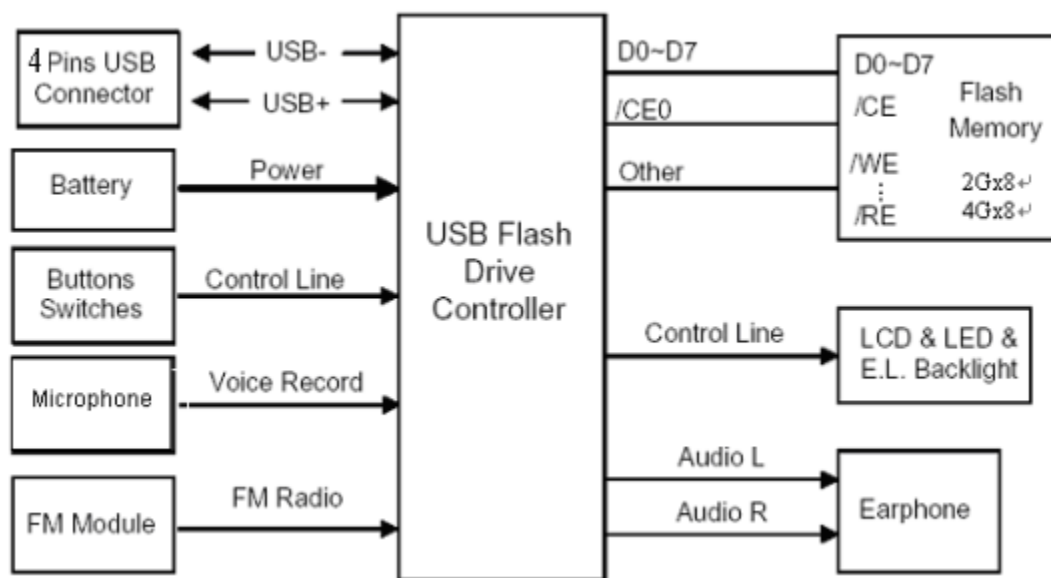 4 Pins USB
Connector
USB-
USB+
Battery
Power
Buttons
Switches
Control Line
Microphone
Voice Record
FM Module
FM Radio
USB Flash
Drive
Controller
D0~D7
/CE0
Other
D0~D7
/CE
/WE
⋮
/RE
Flash
Memory
2Gx8↵
4Gx8↵
Control Line
LCD & LED &
E.L. Backlight
Audio L
Audio R
Earphone